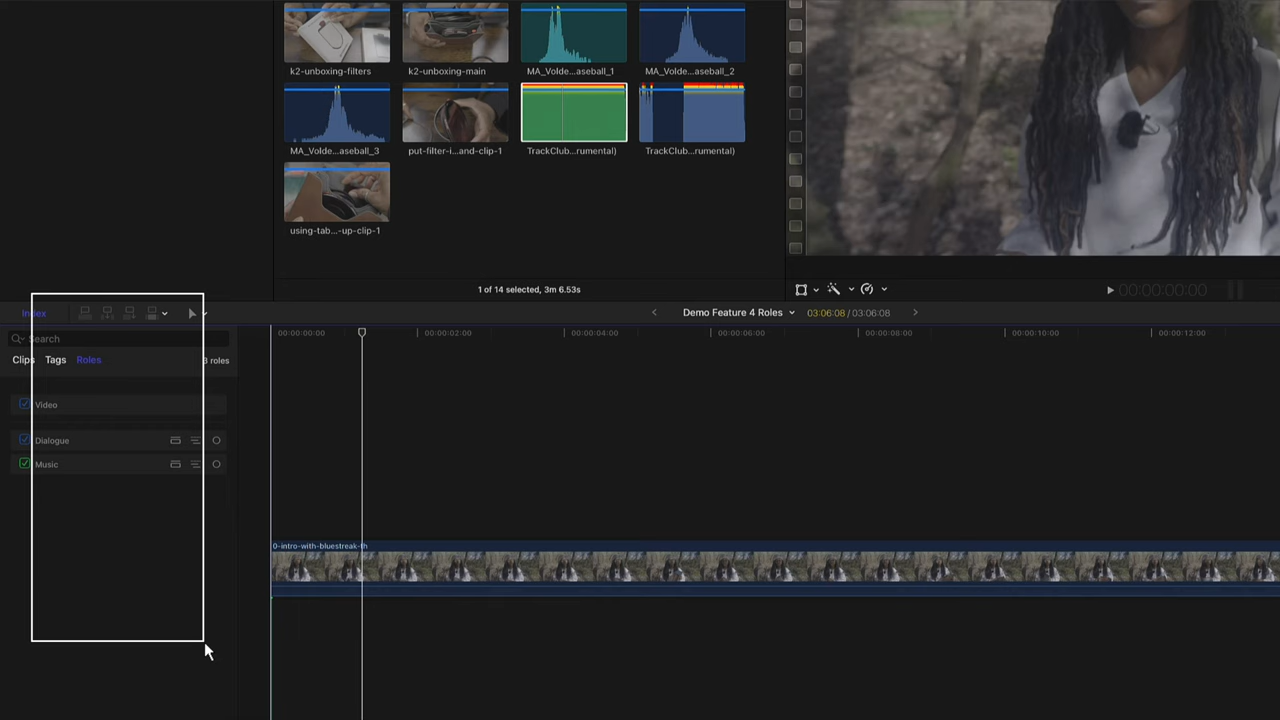 k2-unboxing-filters
k2-unboxing-main
MA_Volde...aseball_1
MA_Volde...aseball_2
MA_Volde...aseball_3
put-filter-i...and-clip-1
TrackClub...rumental)
TrackClub...rumental)
using-tab...-up-clip-1
1 of 14 selected, 3m 6.53s
00:00:00:00
Index
Demo Feature 4 Roles
03:06:08 / 03:06:08
Search
00:00:00:00
00:00:02:00
00:00:04:00
00:00:06:00
00:00:08:00
00:00:10:00
00:00:12:00
Clips Tags Roles
3 roles
Video
Dialogue
Music
0-intro-with-bluestreak-th